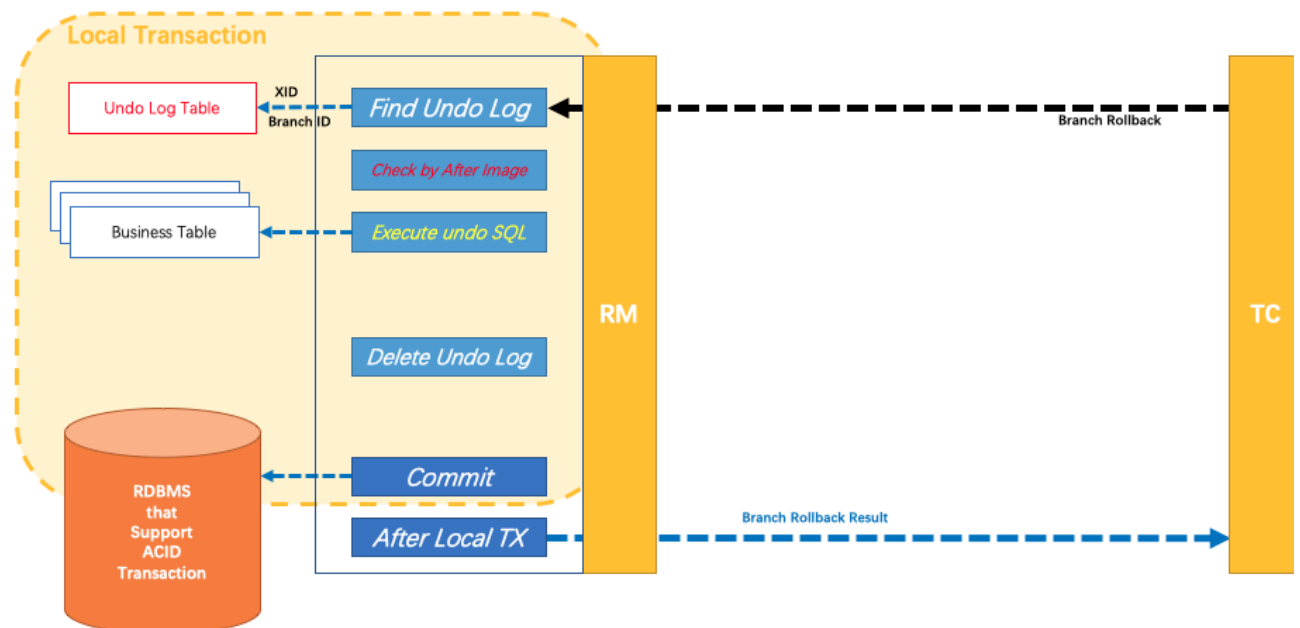 Local Transaction
Undo Log Table
XID
Branch ID
Find Undo Log
Branch Rollback
Check by After Image
Business Table
Execute undo SQL
RM
TC
Delete Undo Log
Commit
RDBMS
that
Support
ACID
Transaction
After Local TX
Branch Rollback Result